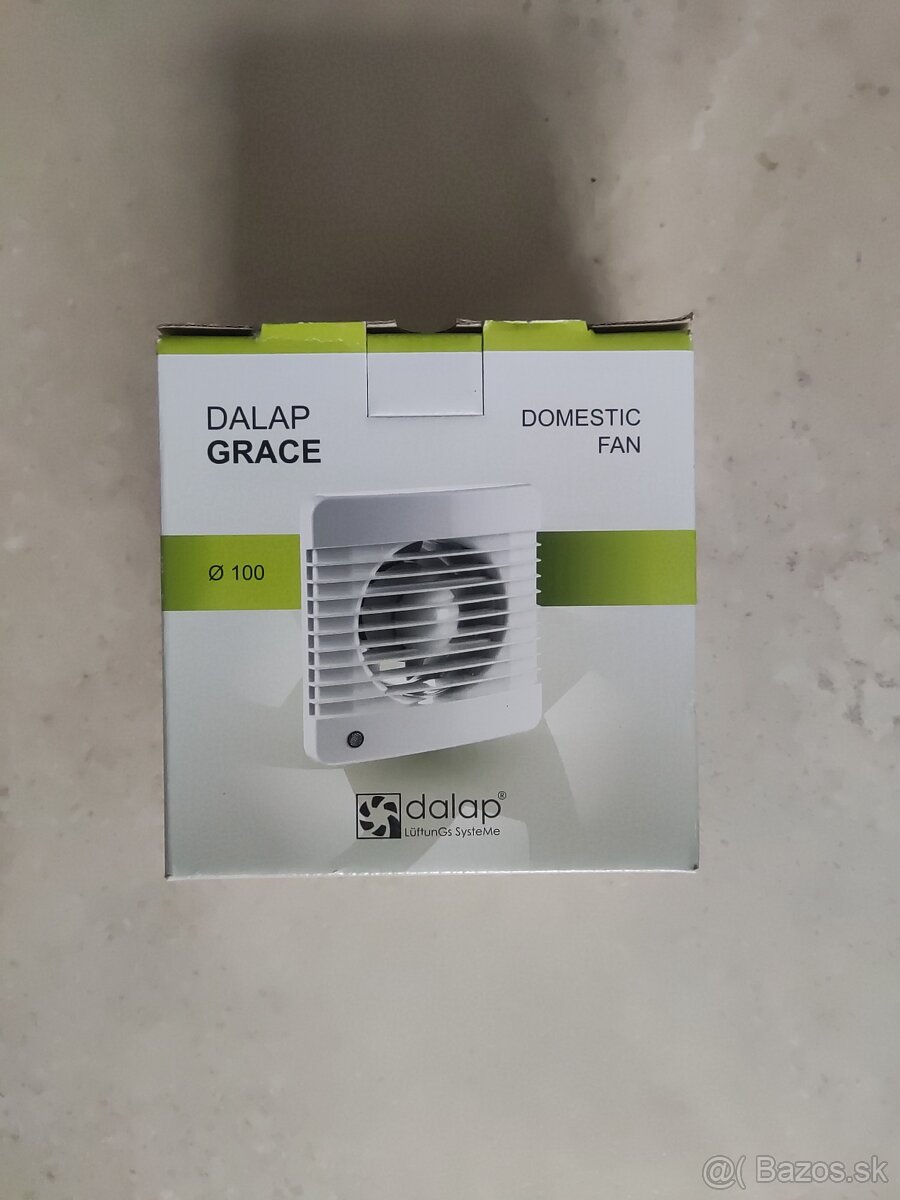 DALAP
GRACE
DOMESTIC
FAN
Ø 100
dalap®
LüftunGs SysteMe
@( Bazos.sk